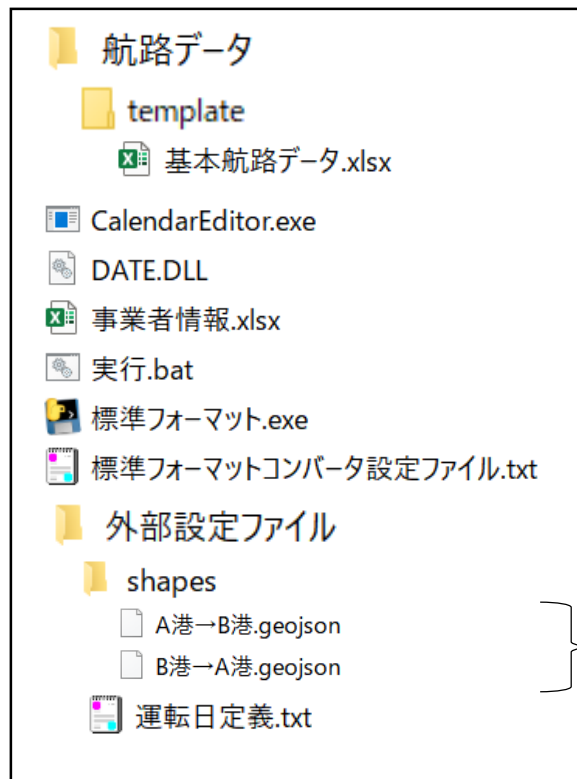 航路データ
template
基本航路データ.xlsx
CalendarEditor.exe
DATE.DLL
事業者情報.xlsx
実行.bat
標準フォーマット.exe
標準フォーマットコンバータ設定ファイル.txt
外部設定ファイル
shapes
A港→B港.geojson
B港→A港.geojson
運転日定義.txt